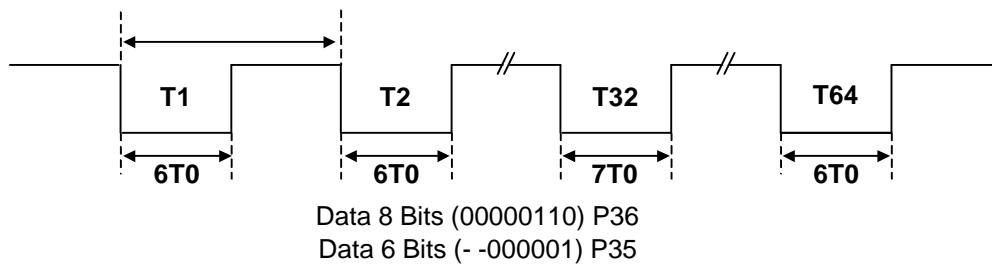 T1 T2 T32 T64
6T0 6T0 7T0 6T0
Data 8 Bits (00000110) P36
Data 6 Bits (- -000001) P35